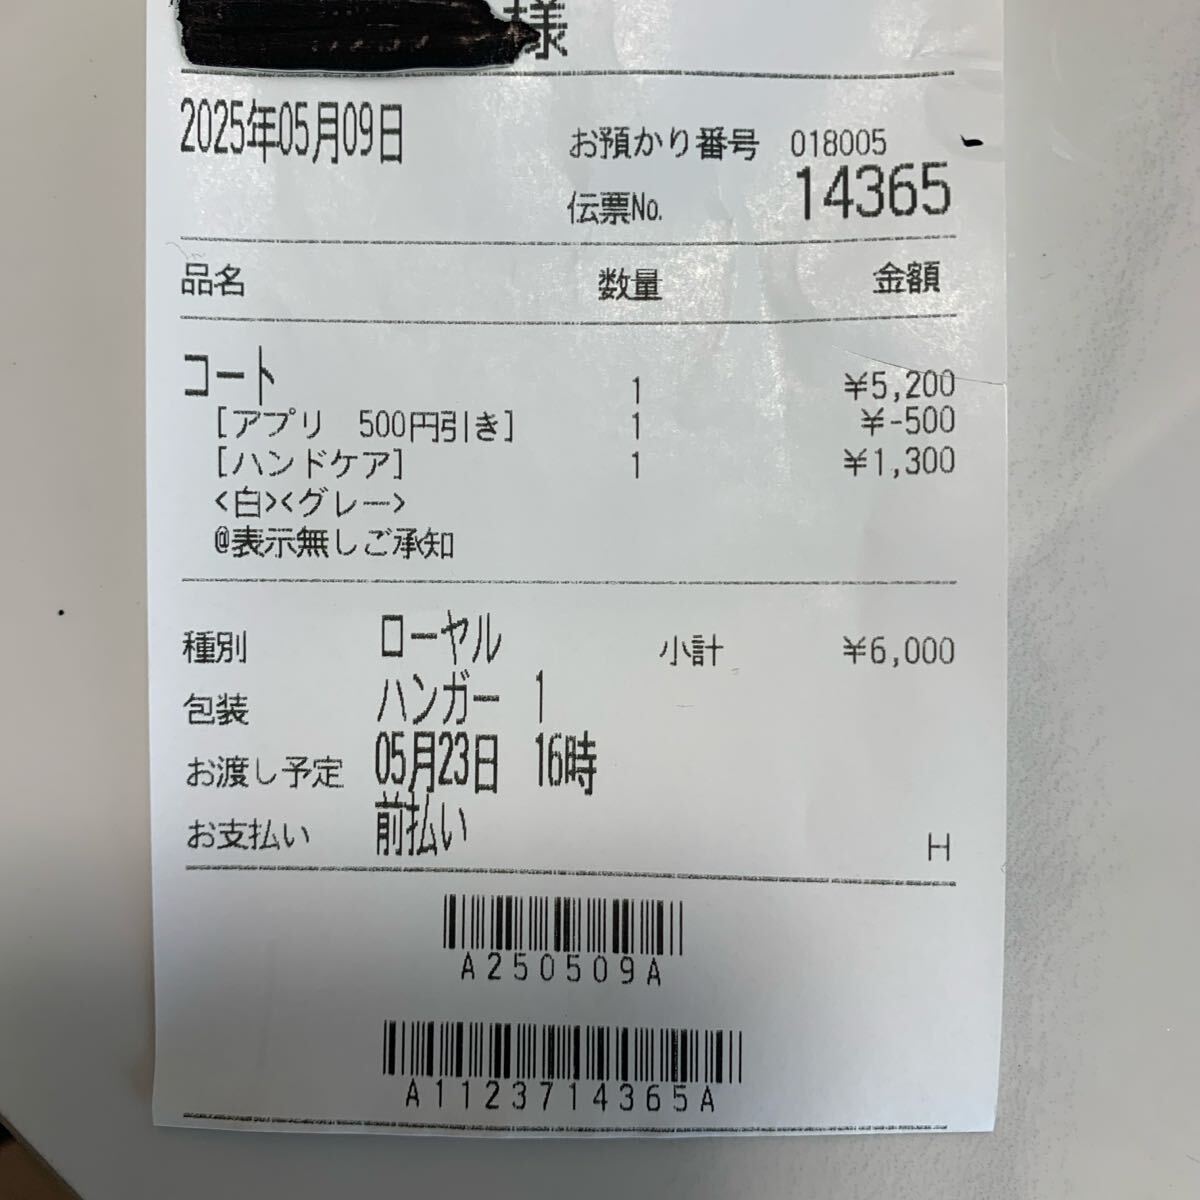 様
2025年05月09日
お預かり番号 018005
伝票No. 14365
品名 数量 金額
コート 1 ¥5,200
[アプリ 500円引き] 1 ¥-500
[ハンドケア] 1 ¥1,300
<白><グレー>
@表示無しご承知
種別 ローヤル 小計 ¥6,000
包装 ハンガー 1
お渡し予定 05月23日 16時
お支払い 前払い H
A250509A
A1123714365A